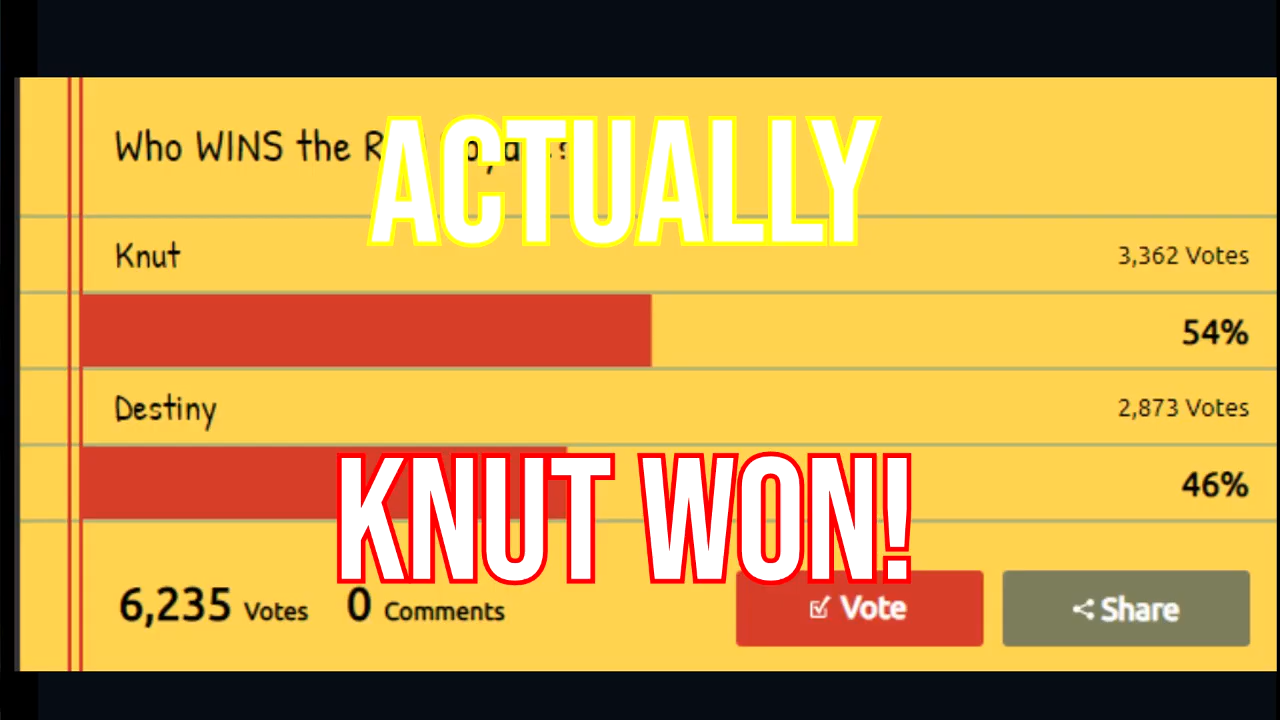 Who WINS the
ACTUALLY
Knut 3,362 Votes
54%
Destiny 2,873 Votes
46%
KNUT WON!
6,235 Votes 0 Comments Vote Share